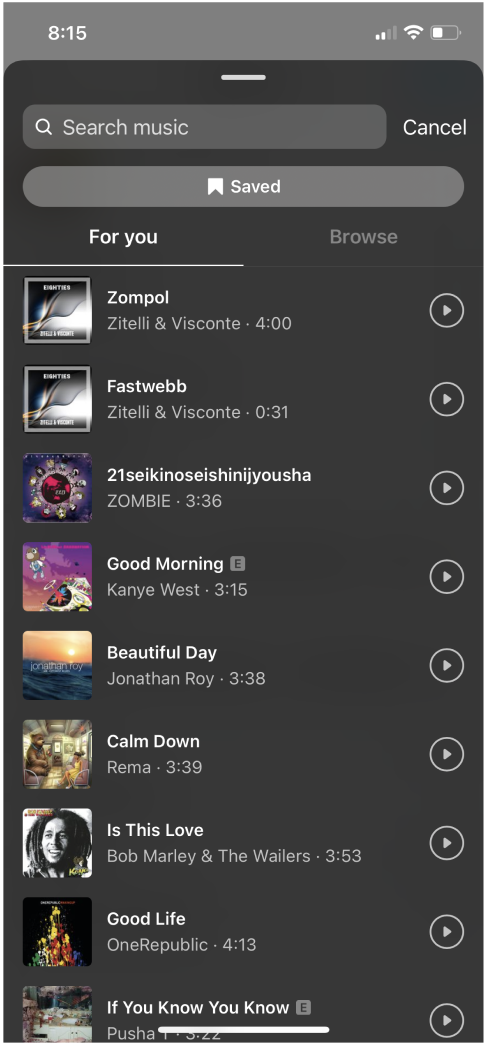 8:15
Search music
Cancel
Saved
For you
Browse
EIGHTIES
ZITELLI & VISCONTE
Zompol
Zitelli & Visconte · 4:00
EIGHTIES
ZITELLI & VISCONTE
Fastwebb
Zitelli & Visconte · 0:31
21seikinoseishinijyousha
ZOMBIE · 3:36
Good Morning E
Kanye West · 3:15
jonathan roy
Beautiful Day
Jonathan Roy · 3:38
Calm Down
Rema · 3:39
Is This Love
Bob Marley & The Wailers · 3:53
ONEREPUBLIC
Good Life
OneRepublic · 4:13
If You Know You Know E
Pusha T · 3:22